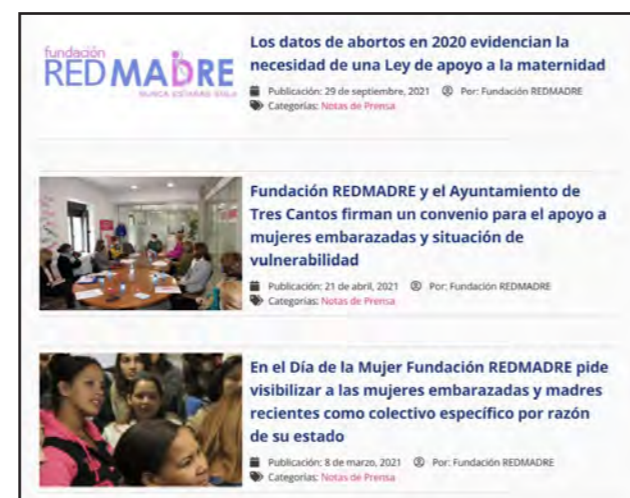 fundación
REDMADRE
NUNCA ESTARÁS SOLA
Los datos de abortos en 2020 evidencian la
necesidad de una Ley de apoyo a la maternidad
Publicación: 29 de septiembre, 2021 Por: Fundación REDMADRE
Categorías: Notas de Prensa
Fundación REDMADRE y el Ayuntamiento de
Tres Cantos firman un convenio para el apoyo a
mujeres embarazadas y situación de
vulnerabilidad
Publicación: 21 de abril, 2021 Por: Fundación REDMADRE
Categorías: Notas de Prensa
En el Día de la Mujer Fundación REDMADRE pide
visibilizar a las mujeres embarazadas y madres
recientes como colectivo específico por razón
de su estado
Publicación: 8 de marzo, 2021 Por: Fundación REDMADRE
Categorías: Notas de Prensa